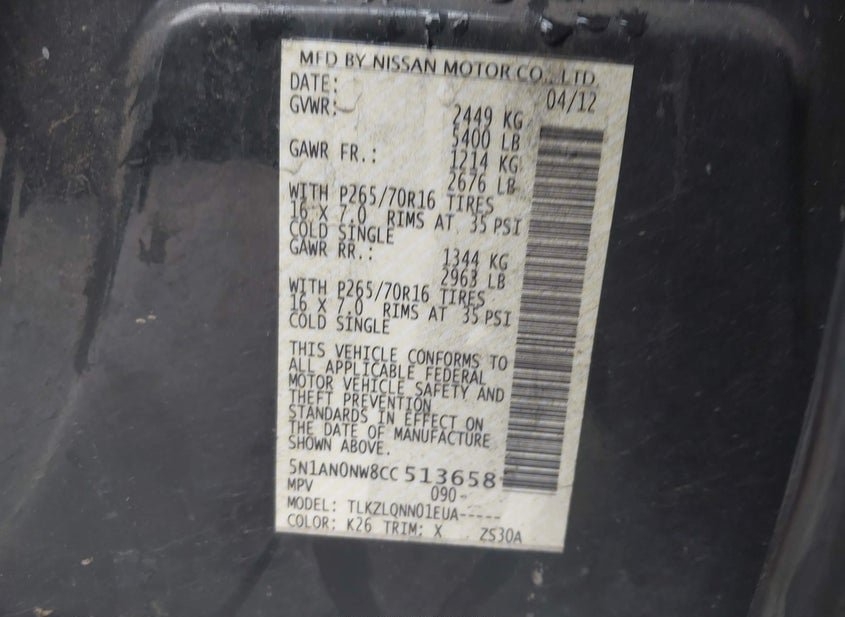 MFD BY NISSAN MOTOR CO., LTD.
DATE: 04/12
GVWR: 2449 KG
5400 LB
GAWR FR.: 1214 KG
2676 LB
WITH P265/70R16 TIRES
16 X 7.0 RIMS AT 35 PSI
COLD SINGLE
GAWR RR.: 1344 KG
2963 LB
WITH P265/70R16 TIRES
16 X 7.0 RIMS AT 35 PSI
COLD SINGLE
THIS VEHICLE CONFORMS TO
ALL APPLICABLE FEDERAL
MOTOR VEHICLE SAFETY AND
THEFT PREVENTION
STANDARDS IN EFFECT ON
THE DATE OF MANUFACTURE
SHOWN ABOVE.
5N1AN0NW8CC513658
MPV 090-
MODEL: TLKZLQNN01EUA-----
COLOR: K26 TRIM: X ZS30A